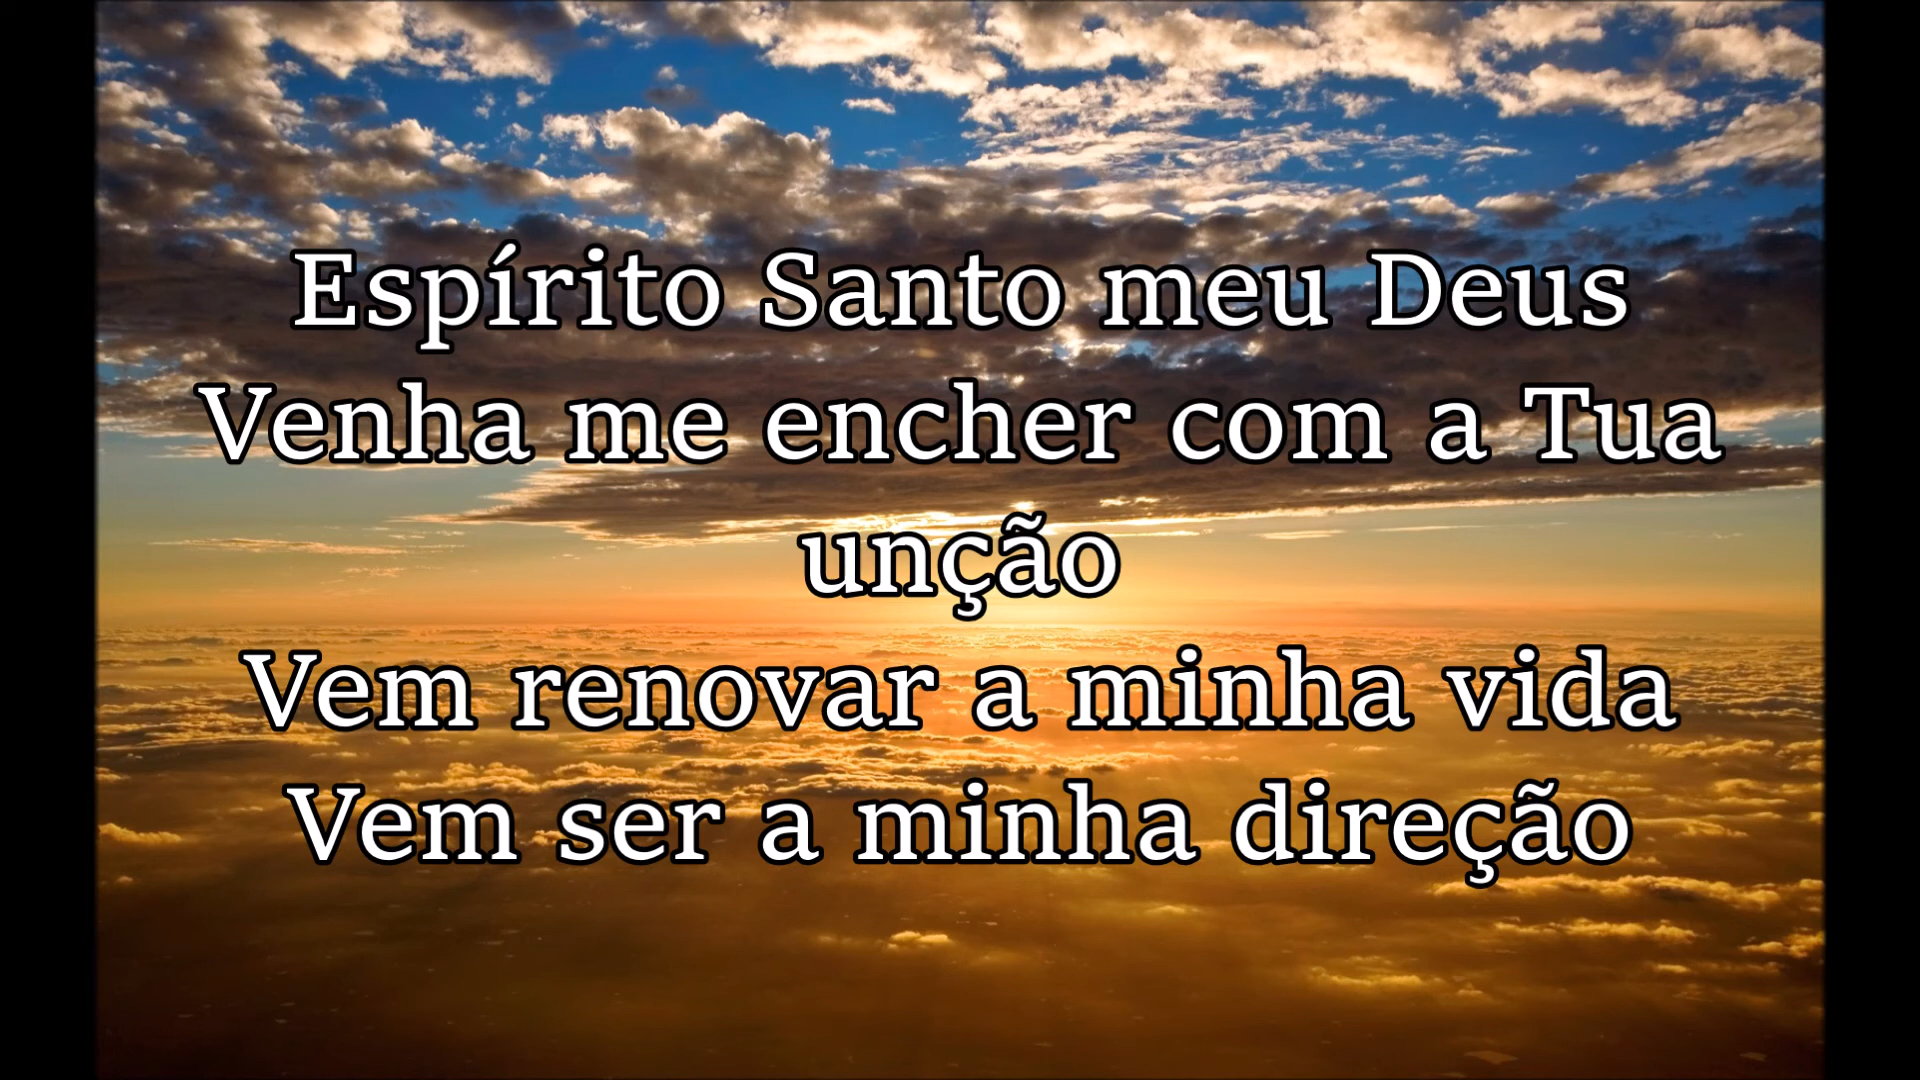 Espírito Santo meu Deus
Venha me encher com a Tua
unção
Vem renovar a minha vida
Vem ser a minha direção